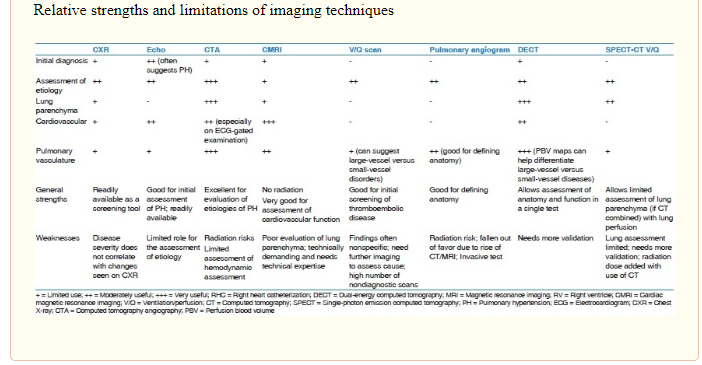 Relative strengths and limitations of imaging techniques
CXR Echo CTA CMRI V/Q scan Pulmonary angiogram DECT SPECT-CT V/Q
Initial diagnosis + ++ (often + + - - + -
suggests PH)
Assessment of ++ ++ +++ + ++ ++ ++ ++
etiology
Lung + - +++ + - - +++ ++
parenchyma
Cardiovascular + ++ ++ (especially +++ - - ++ -
on ECG-gated
examination)
Pulmonary + + +++ ++ + (can suggest ++ (good for defining +++ (PBV maps can +
vasculature large-vessel versus anatomy) help differentiate
small-vessel large-vessel versus
disorders) small-vessel diseases)
General Readily Good for initial Excellent for No radiation Good for initial Good for defining Allows assessment of Allows limited
strengths available as a assessment evaluation of Very good for screening of anatomy anatomy and function in assessment of lung
screening tool of PH; readily etiologies of PH assessment of thromboembolic a single test parenchyma (if CT
available cardiovascular function disease combined) with lung
perfusion
Weaknesses Disease Limited role for Radiation risks Poor evaluation of lung Findings often Radiation risk; fallen out Needs more validation Lung assessment
severity does the assessment Limited parenchyma; technically nonspecific; need of favor due to rise of limited; needs more
not correlate of etiology assessment of demanding and needs further imaging CT/MRI; Invasive test validation; radiation
with changes hemodynamic technical expertise to assess cause; dose added with
seen on CXR assessment high number of use of CT
nondiagnostic scans
+ = Limited use; ++ = Moderately useful; +++ = Very useful; RHC = Right heart catheterization; DECT = Dual-energy computed tomography; MRI = Magnetic resonance imaging; RV = Right ventricle; CMRI = Cardiac
magnetic resonance imaging; V/Q = Ventilation/perfusion; CT = Computed tomography; SPECT = Single-photon emission computed tomography; PH = Pulmonary hypertension; ECG = Electrocardiogram; CXR = Chest
X-ray; CTA = Computed tomography angiography; PBV = Perfusion blood volume